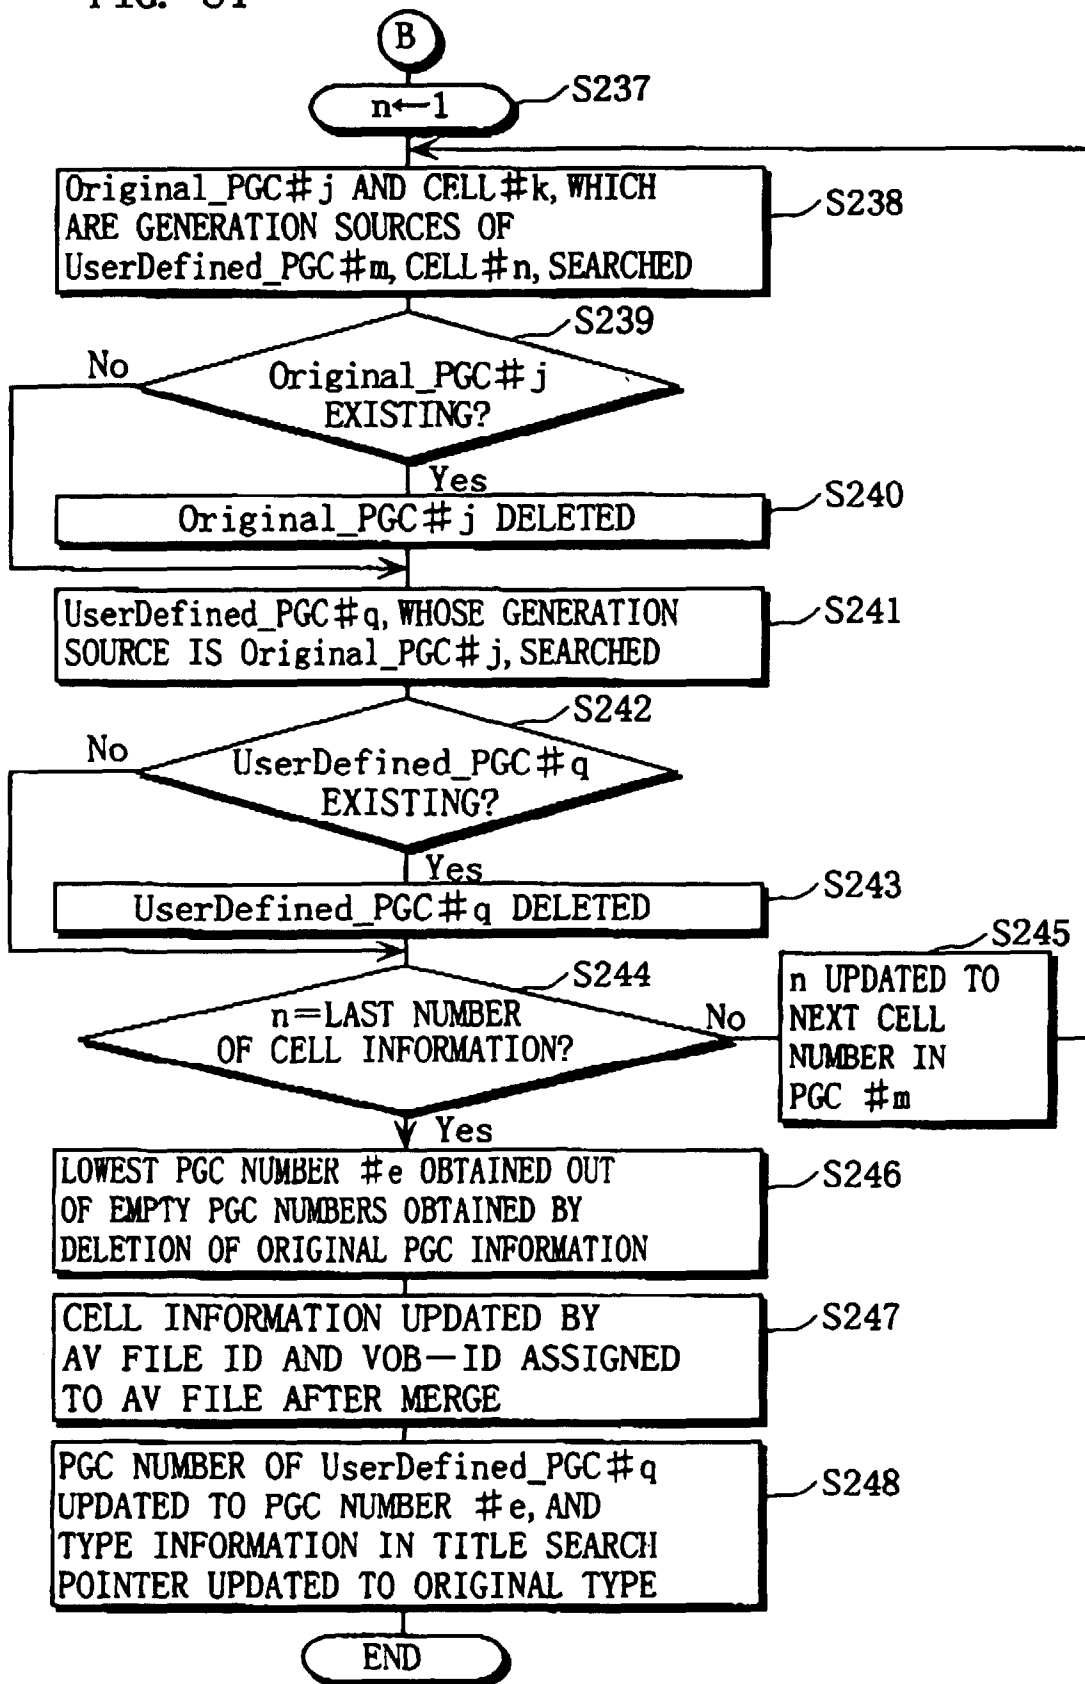 FIG. 81
B
n←1
S237
Original_PGC#j AND CELL#k, WHICH
ARE GENERATION SOURCES OF
UserDefined_PGC#m, CELL#n, SEARCHED
S238
S239
No
Original_PGC#j
EXISTING?
Yes
S240
Original_PGC#j DELETED
UserDefined_PGC#q, WHOSE GENERATION
SOURCE IS Original_PGC#j, SEARCHED
S241
S242
No
UserDefined_PGC#q
EXISTING?
Yes
S243
UserDefined_PGC#q DELETED
S244
n=LAST NUMBER
OF CELL INFORMATION?
No
S245
n UPDATED TO
NEXT CELL
NUMBER IN
PGC #m
Yes
LOWEST PGC NUMBER #e OBTAINED OUT
OF EMPTY PGC NUMBERS OBTAINED BY
DELETION OF ORIGINAL PGC INFORMATION
S246
CELL INFORMATION UPDATED BY
AV FILE ID AND VOB-ID ASSIGNED
TO AV FILE AFTER MERGE
S247
PGC NUMBER OF UserDefined_PGC#q
UPDATED TO PGC NUMBER #e, AND
TYPE INFORMATION IN TITLE SEARCH
POINTER UPDATED TO ORIGINAL TYPE
S248
END